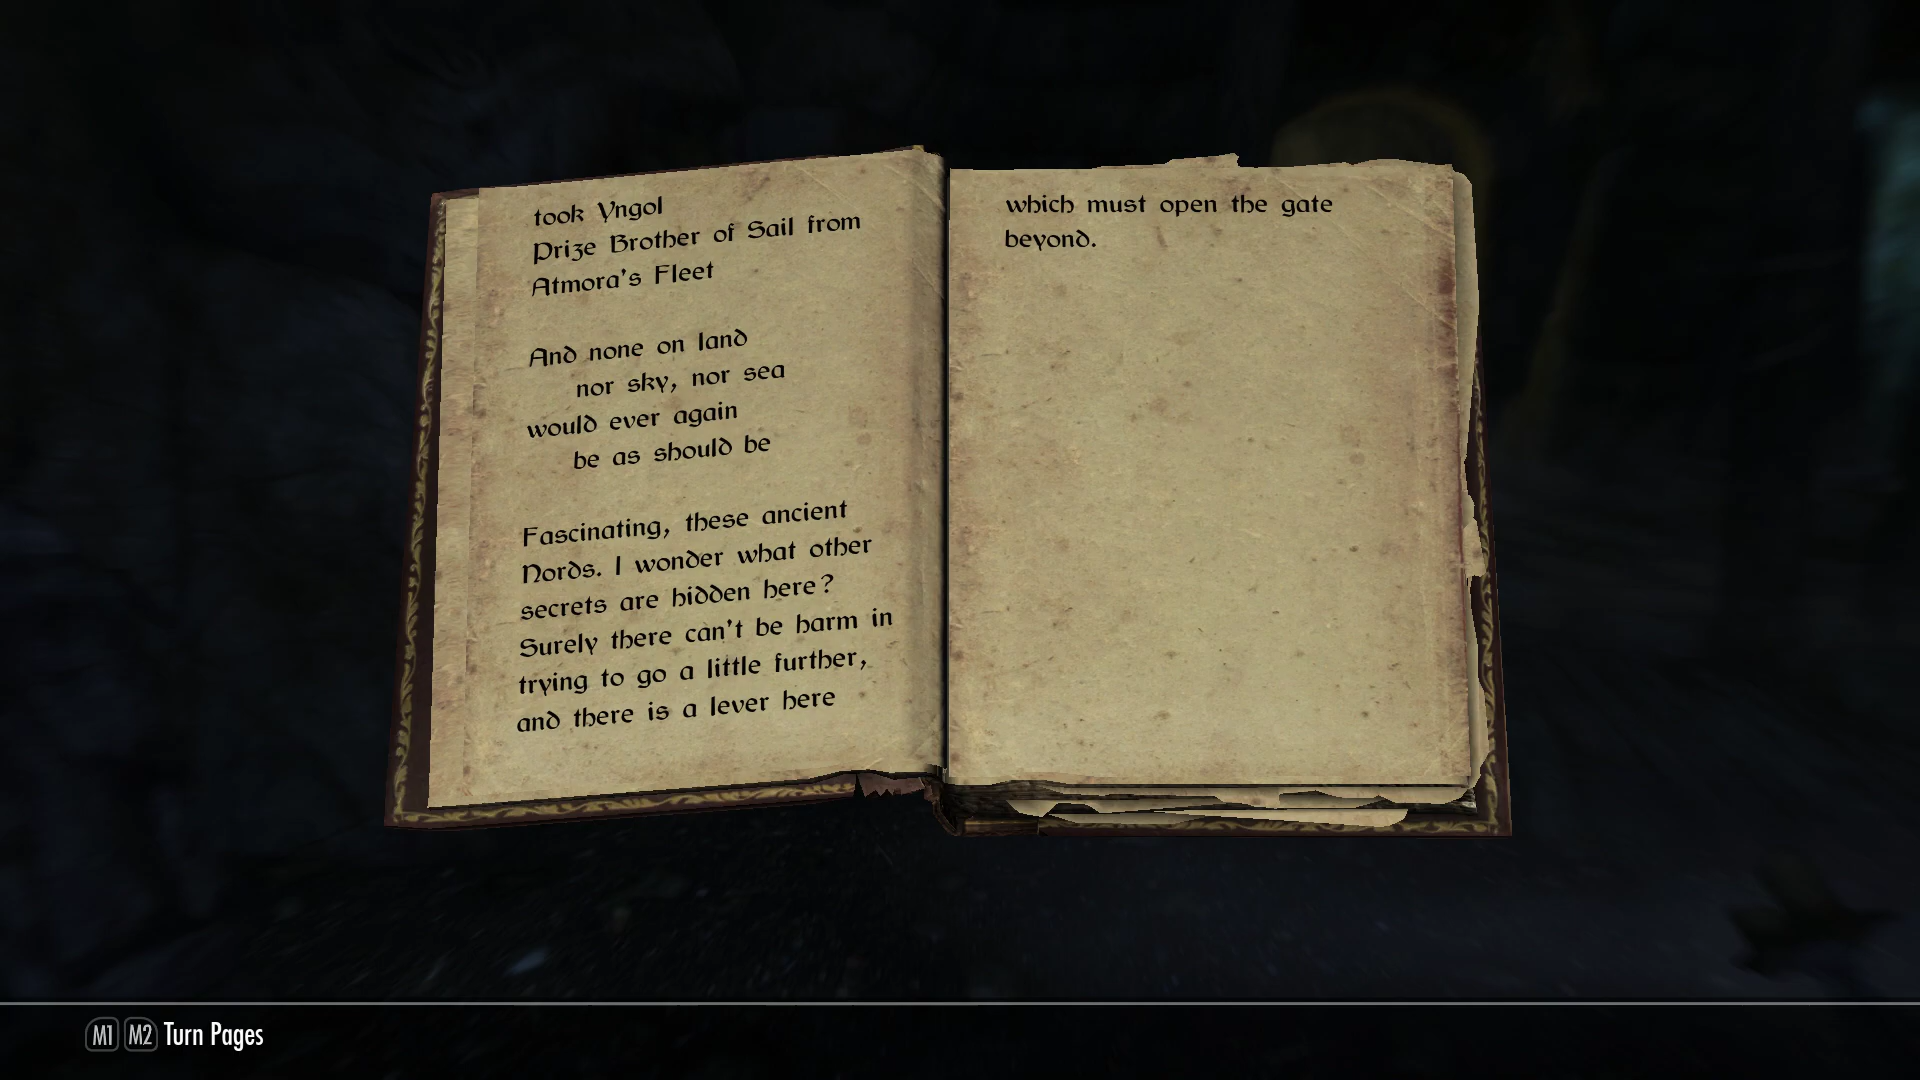 took Yngol
Prize Brother of Sail from
Atmora's Fleet
And none on land
nor sky, nor sea
would ever again
be as should be
Fascinating, these ancient
Nords. I wonder what other
secrets are hidden here?
Surely there can't be harm in
trying to go a little further,
and there is a lever here
which must open the gate
beyond.
M1 M2 Turn Pages